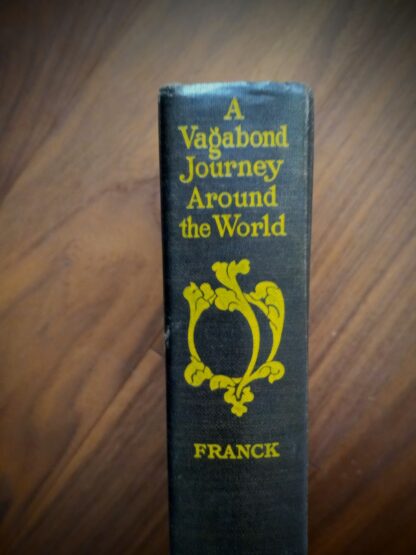 A
Vagabond
Journey
Around
the World
FRANCK